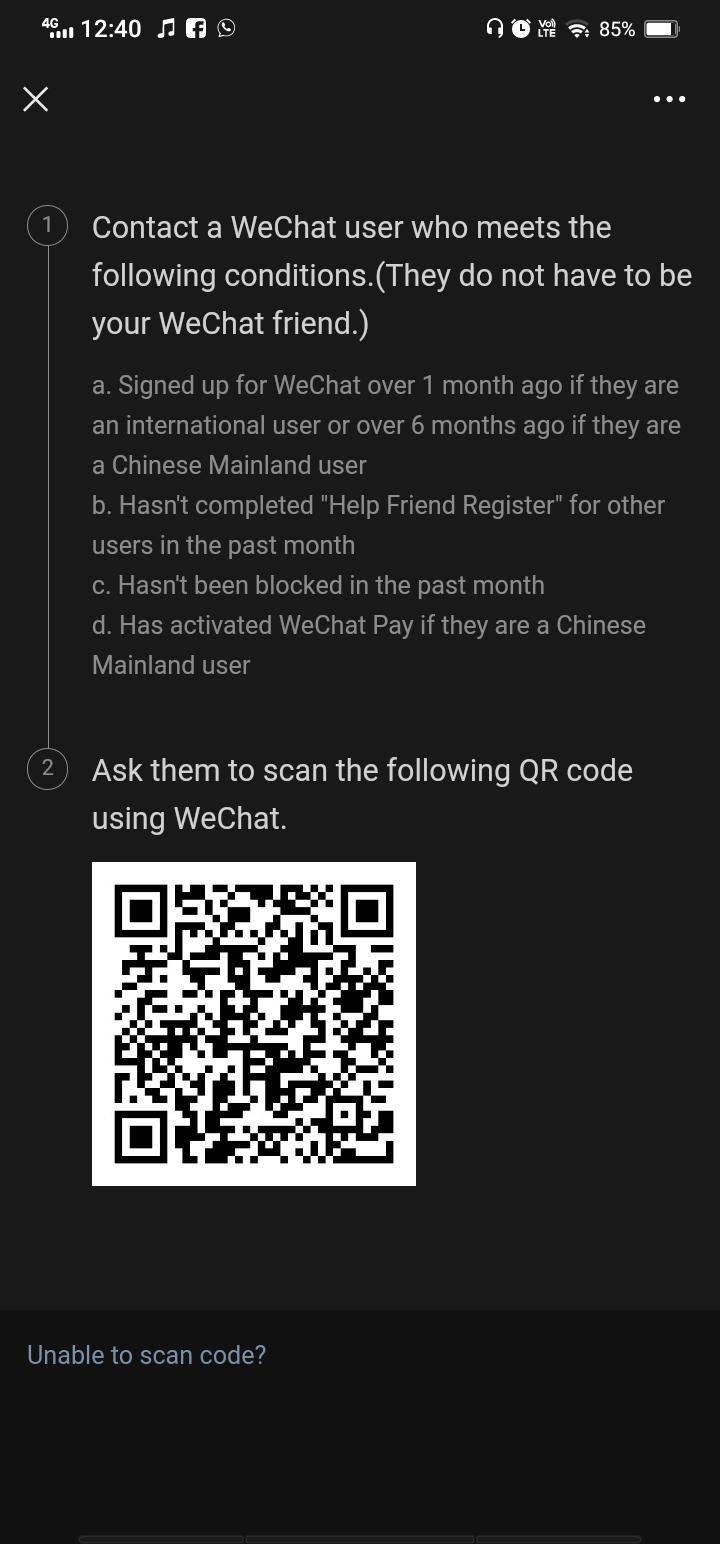 4G 12:40 Vo) LTE 85%
1 Contact a WeChat user who meets the
following conditions.(They do not have to be
your WeChat friend.)
a. Signed up for WeChat over 1 month ago if they are
an international user or over 6 months ago if they are
a Chinese Mainland user
b. Hasn't completed "Help Friend Register" for other
users in the past month
c. Hasn't been blocked in the past month
d. Has activated WeChat Pay if they are a Chinese
Mainland user
2 Ask them to scan the following QR code
using WeChat.
Unable to scan code?